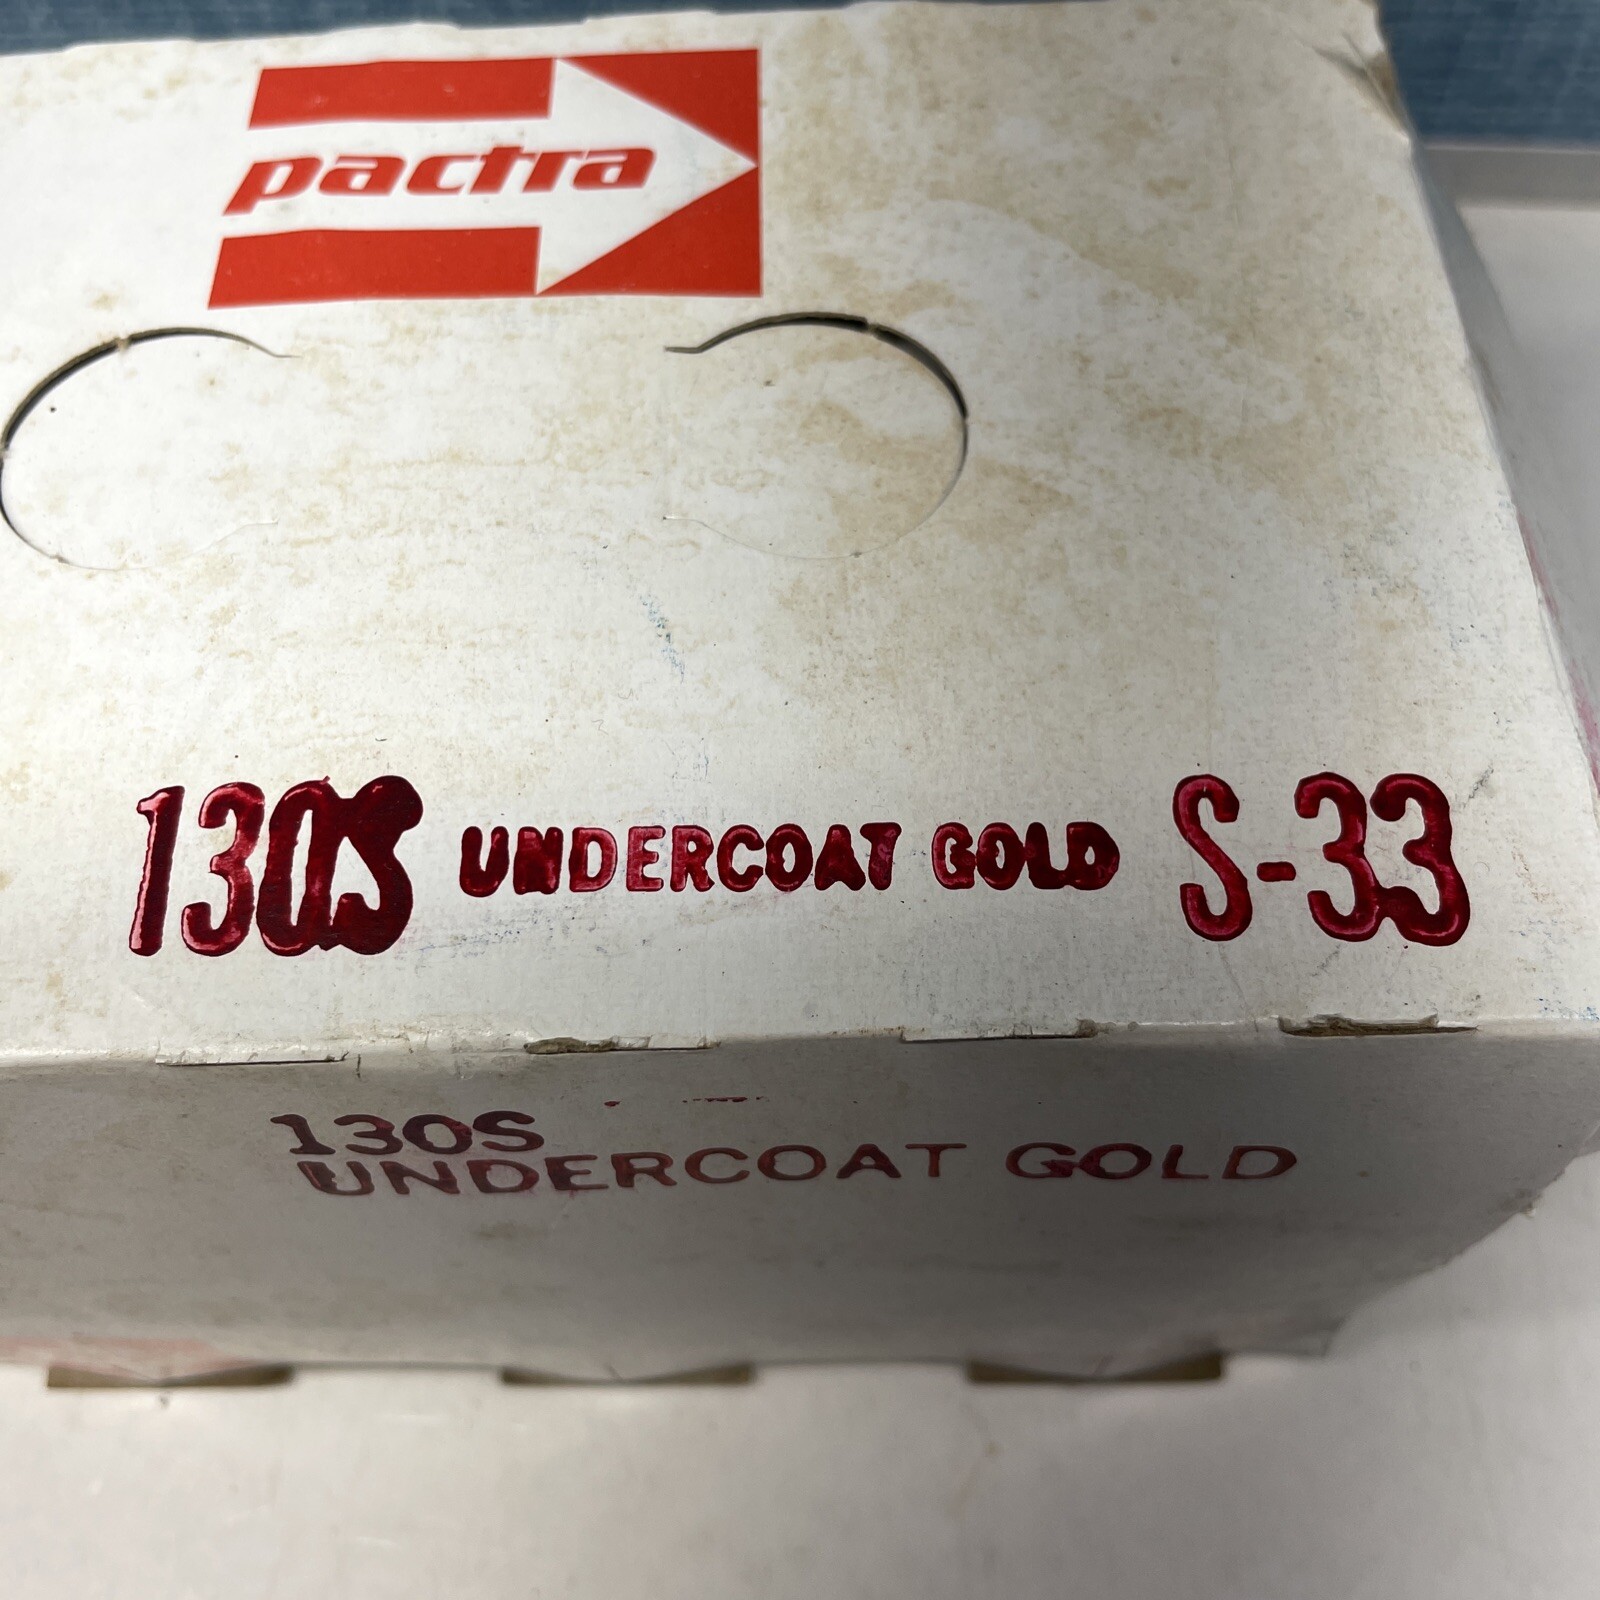 pactra
130S UNDERCOAT GOLD S-33
130S
UNDERCOAT GOLD